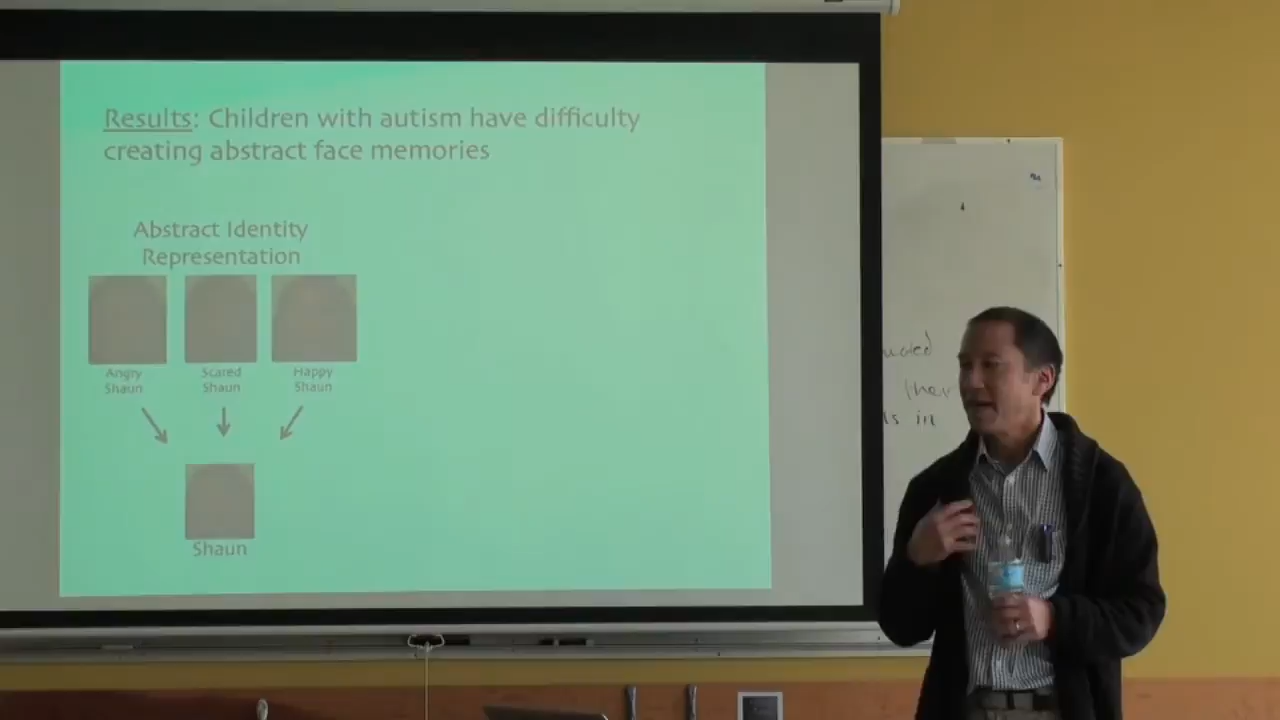 Results: Children with autism have difficulty
creating abstract face memories
Abstract Identity
Representation
Angry
Shaun
Scared
Shaun
Happy
Shaun
Shaun
in